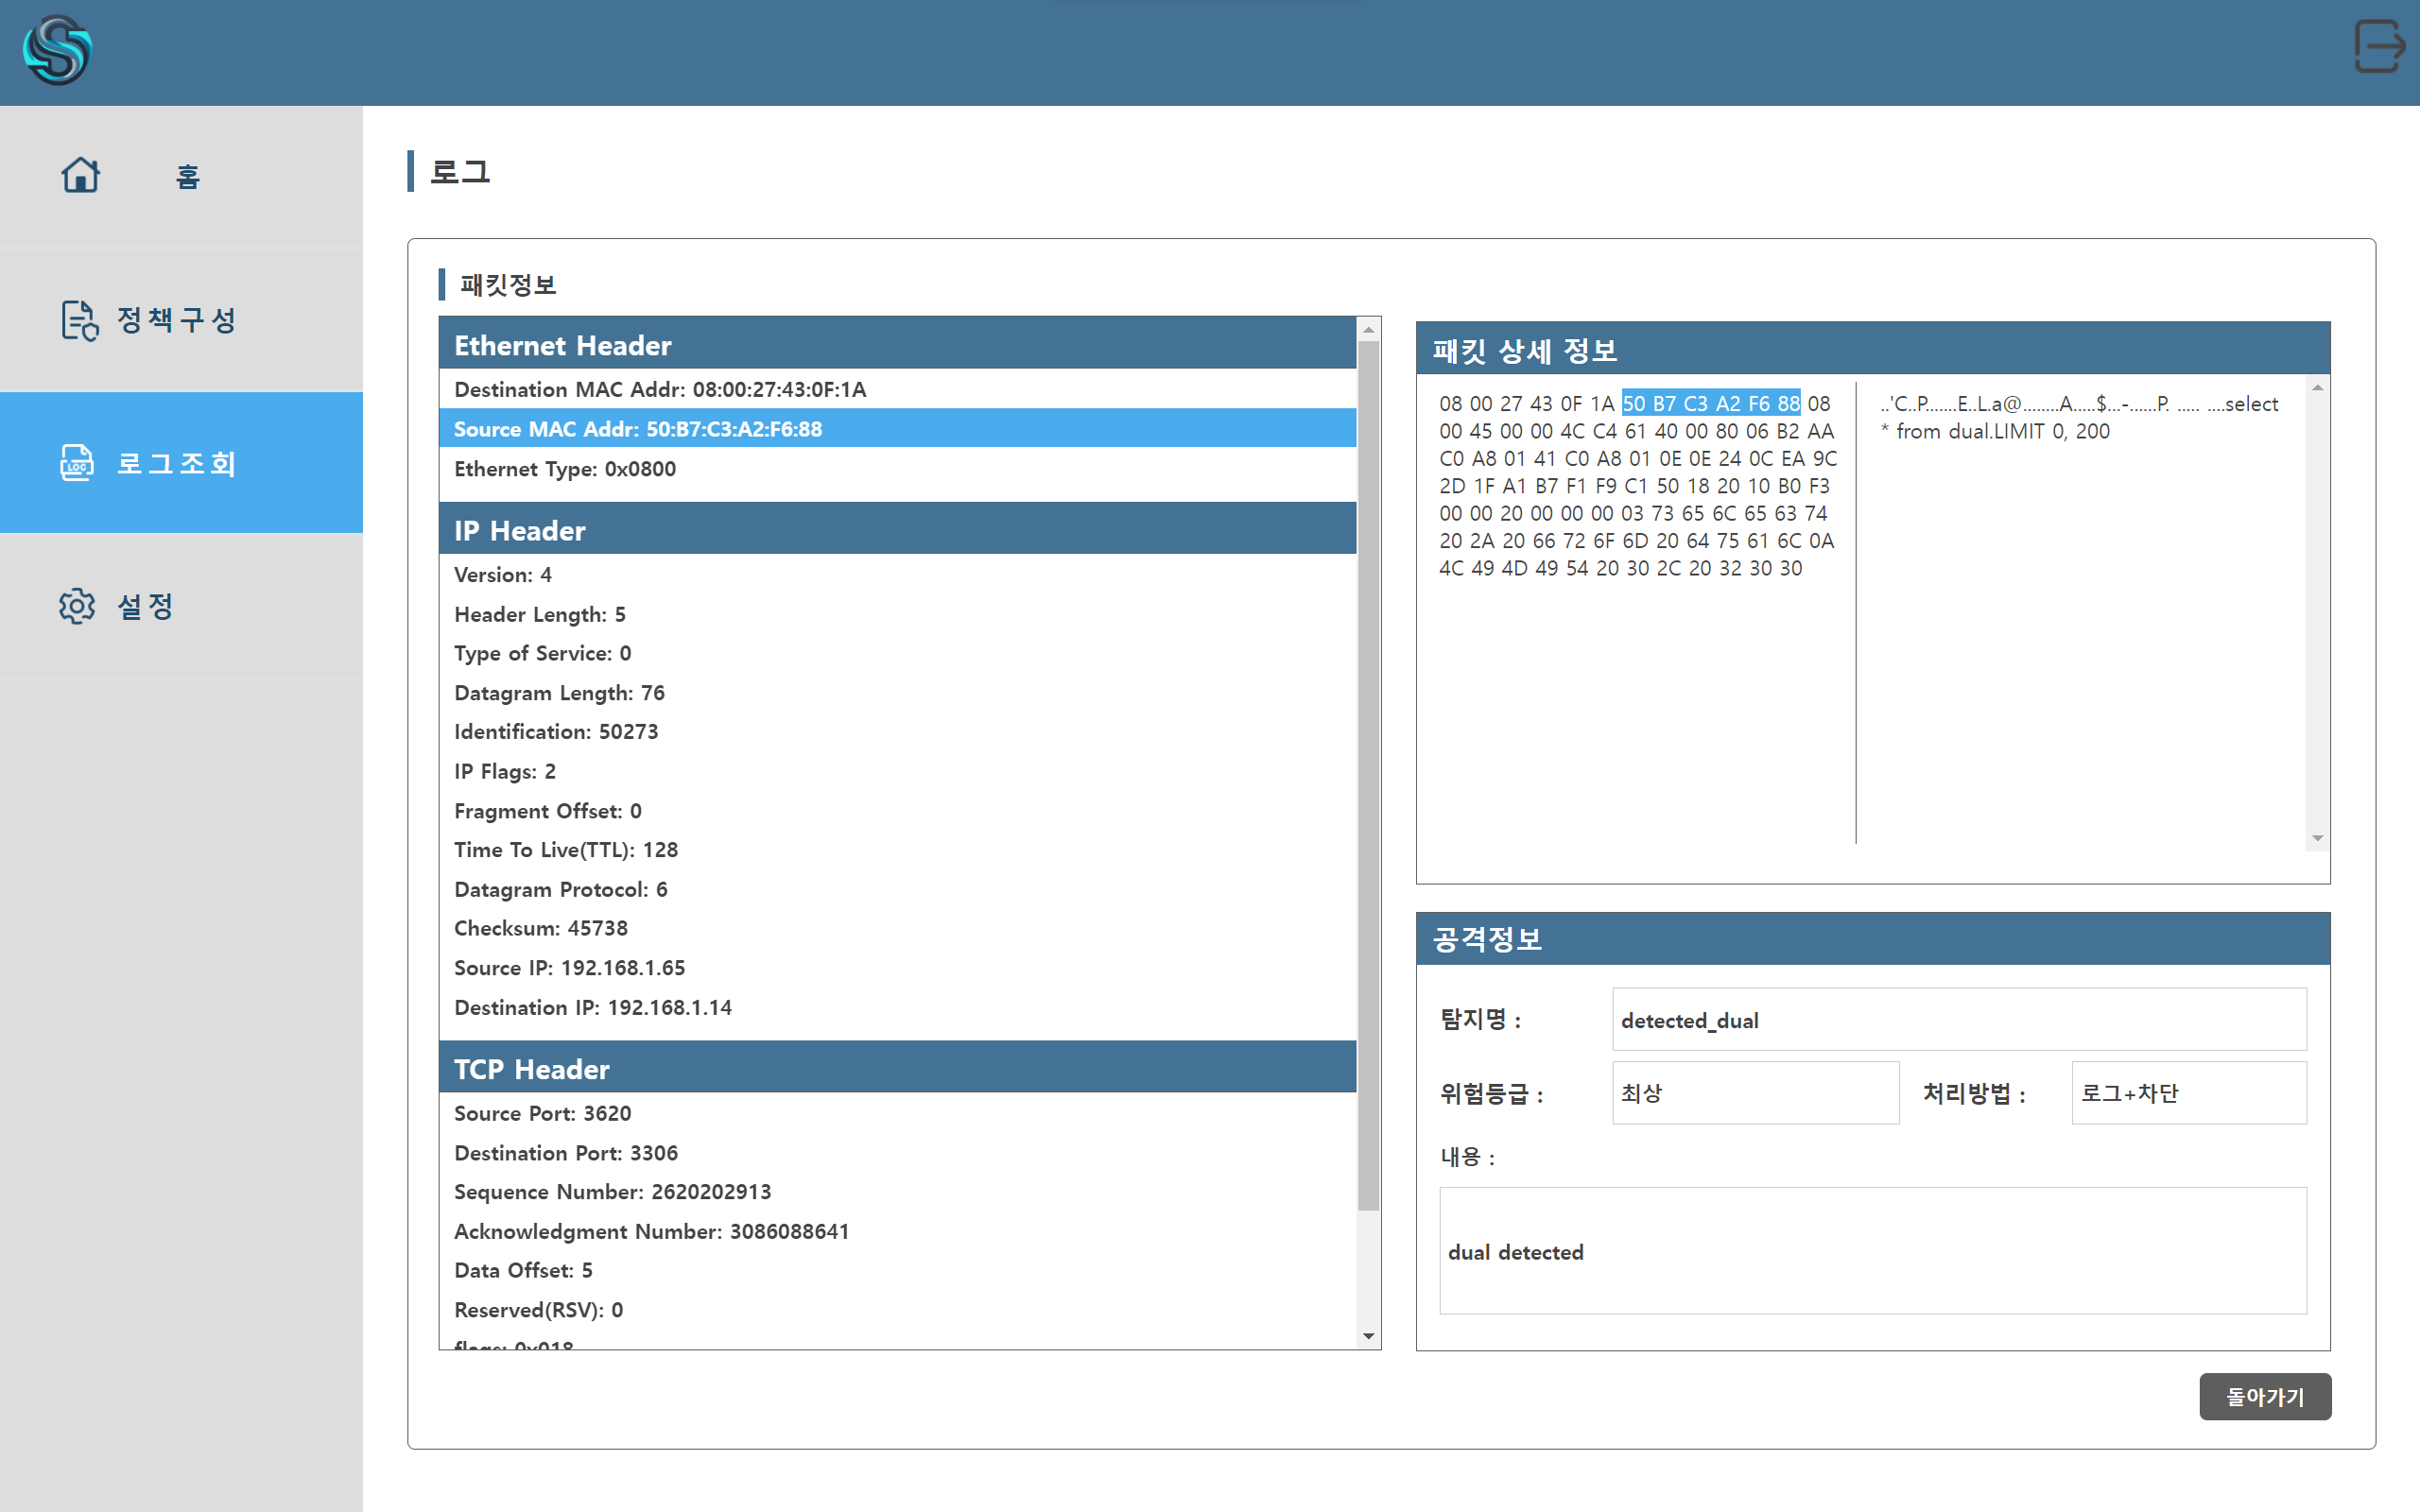 홈
정책구성
로그조회
설정
로그
패킷정보
Ethernet Header
Destination MAC Addr: 08:00:27:43:0F:1A
Source MAC Addr: 50:B7:C3:A2:F6:88
Ethernet Type: 0x0800
IP Header
Version: 4
Header Length: 5
Type of Service: 0
Datagram Length: 76
Identification: 50273
IP Flags: 2
Fragment Offset: 0
Time To Live(TTL): 128
Datagram Protocol: 6
Checksum: 45738
Source IP: 192.168.1.65
Destination IP: 192.168.1.14
TCP Header
Source Port: 3620
Destination Port: 3306
Sequence Number: 2620202913
Acknowledgment Number: 3086088641
Data Offset: 5
Reserved(RSV): 0
flags: 0x018
패킷 상세 정보
08 00 27 43 0F 1A 50 B7 C3 A2 F6 88 08
00 45 00 00 4C C4 61 40 00 80 06 B2 AA
C0 A8 01 41 C0 A8 01 0E 0E 24 0C EA 9C
2D 1F A1 B7 F1 F9 C1 50 18 20 10 B0 F3
00 00 20 00 00 00 03 73 65 6C 65 63 74
20 2A 20 66 72 6F 6D 20 64 75 61 6C 0A
4C 49 4D 49 54 20 30 2C 20 32 30 30
..'C..P.......E..L.a@........A.....$...-......P. ..... ....select
* from dual.LIMIT 0, 200
공격정보
탐지명 : detected_dual
위험등급 : 최상 처리방법 : 로그+차단
내용 :
dual detected
돌아가기